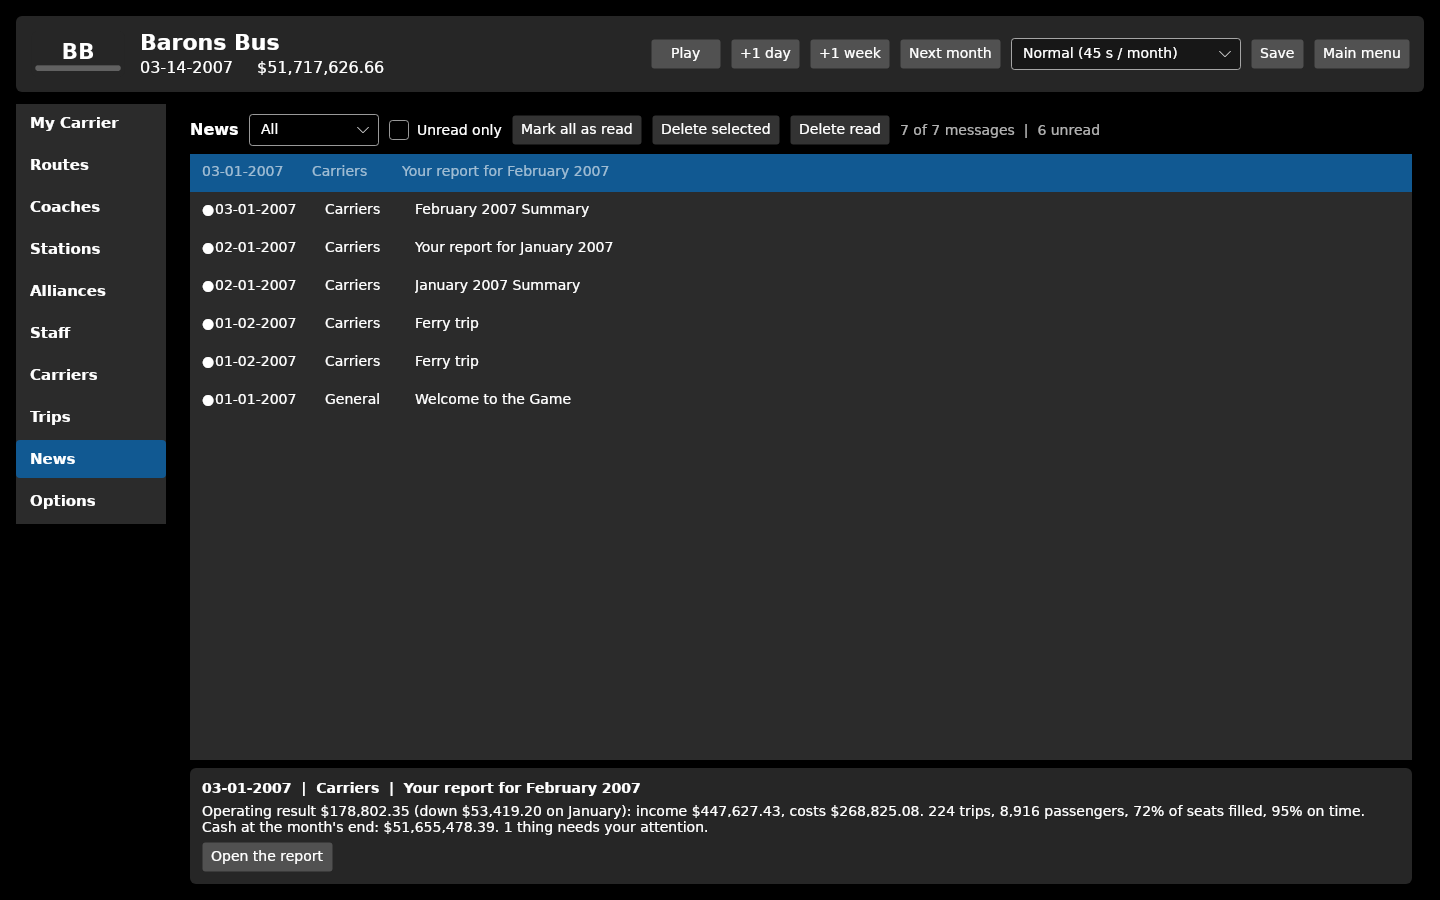 BB
Barons Bus
03-14-2007 $51,717,626.66
Play +1 day +1 week Next month Normal (45 s / month) Save Main menu
My Carrier
Routes
Coaches
Stations
Alliances
Staff
Carriers
Trips
News
Options
News All Unread only Mark all as read Delete selected Delete read 7 of 7 messages | 6 unread
03-01-2007 Carriers Your report for February 2007
03-01-2007 Carriers February 2007 Summary
02-01-2007 Carriers Your report for January 2007
02-01-2007 Carriers January 2007 Summary
01-02-2007 Carriers Ferry trip
01-02-2007 Carriers Ferry trip
01-01-2007 General Welcome to the Game
03-01-2007 | Carriers | Your report for February 2007
Operating result $178,802.35 (down $53,419.20 on January): income $447,627.43, costs $268,825.08. 224 trips, 8,916 passengers, 72% of seats filled, 95% on time.
Cash at the month's end: $51,655,478.39. 1 thing needs your attention.
Open the report